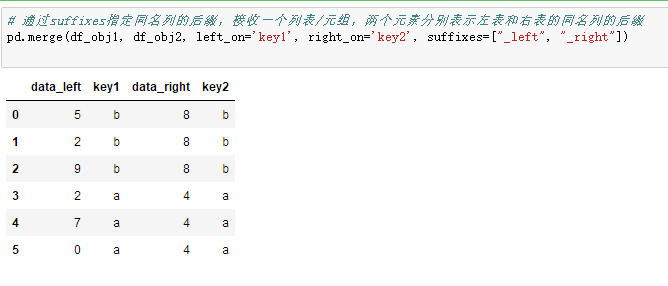 # 通过suffixes指定同名列的后缀，接收一个列表/元组，两个元素分别表示左表和右表的同名列的后缀
pd.merge(df_obj1, df_obj2, left_on='key1', right_on='key2', suffixes=["_left", "_right"])
data_left key1 data_right key2
0 5 b 8 b
1 2 b 8 b
2 9 b 8 b
3 2 a 4 a
4 7 a 4 a
5 0 a 4 a